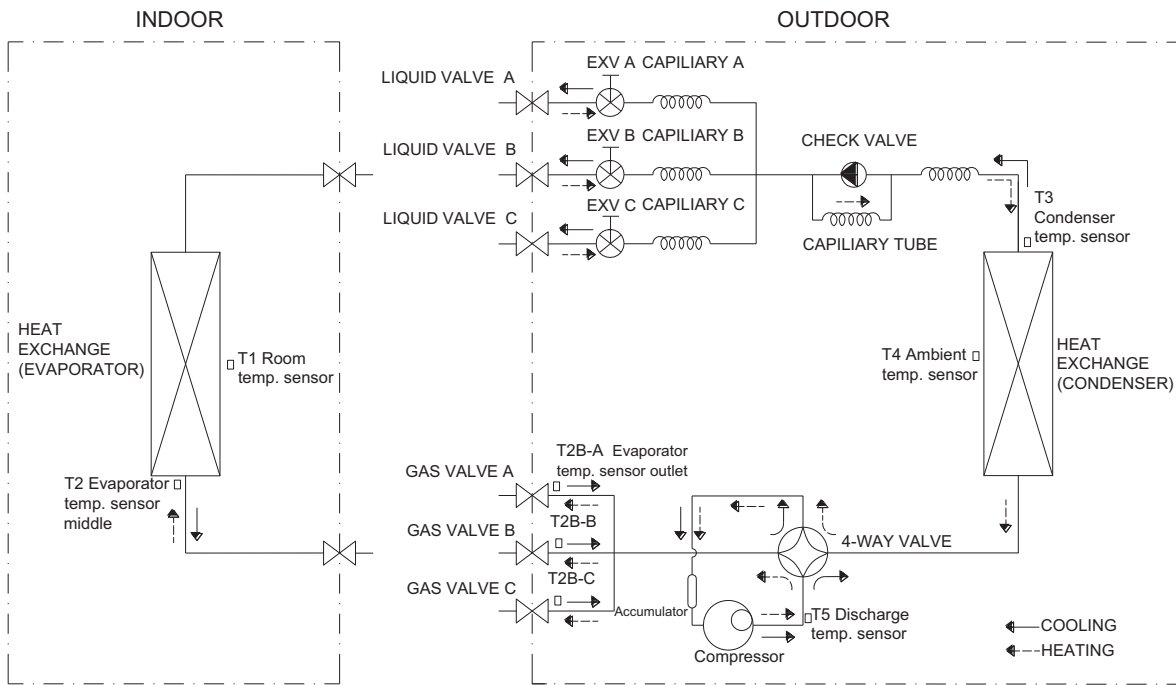 INDOOR
OUTDOOR
LIQUID VALVE A
EXV A CAPILIARY A
LIQUID VALVE B
EXV B CAPILIARY B
CHECK VALVE
LIQUID VALVE C
EXV C CAPILIARY C
CAPILIARY TUBE
T3
Condenser
temp. sensor
HEAT
EXCHANGE
(EVAPORATOR)
T1 Room
temp. sensor
T4 Ambient
temp. sensor
HEAT
EXCHANGE
(CONDENSER)
T2 Evaporator
temp. sensor
middle
GAS VALVE A
T2B-A Evaporator
temp. sensor outlet
GAS VALVE B
T2B-B
4-WAY VALVE
GAS VALVE C
T2B-C
Accumulator
T5 Discharge
temp. sensor
Compressor
COOLING
HEATING